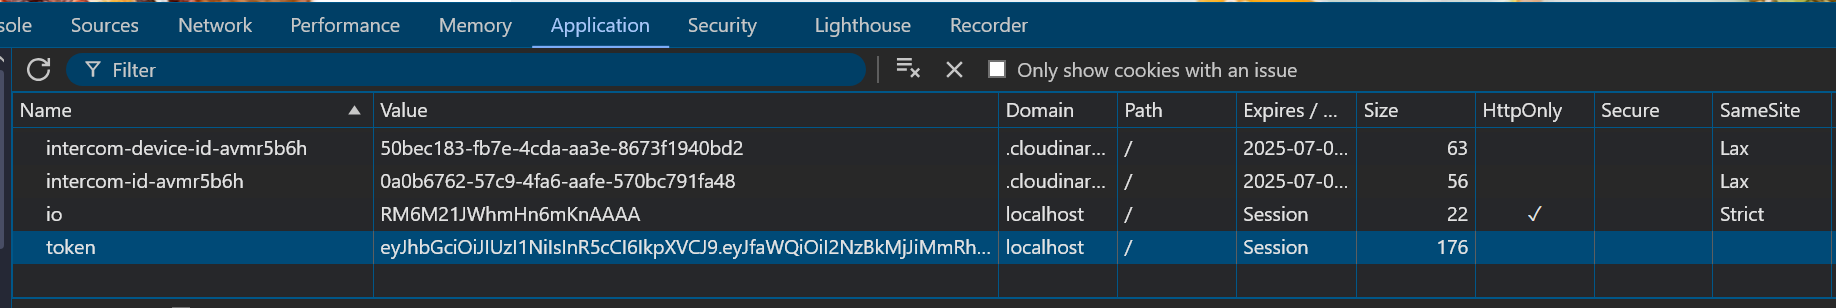 sole Sources Network Performance Memory Application Security Lighthouse Recorder
Filter Only show cookies with an issue
Name Value Domain Path Expires / ... Size HttpOnly Secure SameSite
intercom-device-id-avmr5b6h 50bec183-fb7e-4cda-aa3e-8673f1940bd2 .cloudinar... / 2025-07-0... 63 Lax
intercom-id-avmr5b6h 0a0b6762-57c9-4fa6-aafe-570bc791fa48 .cloudinar... / 2025-07-0... 56 Lax
io RM6M21JWhmHn6mKnAAAA localhost / Session 22 ✓ Strict
token eyJhbGciOiJIUzI1NiIsInR5cCI6IkpXVCJ9.eyJfaWQiOiI2NzBkMjJiMmRh... localhost / Session 176